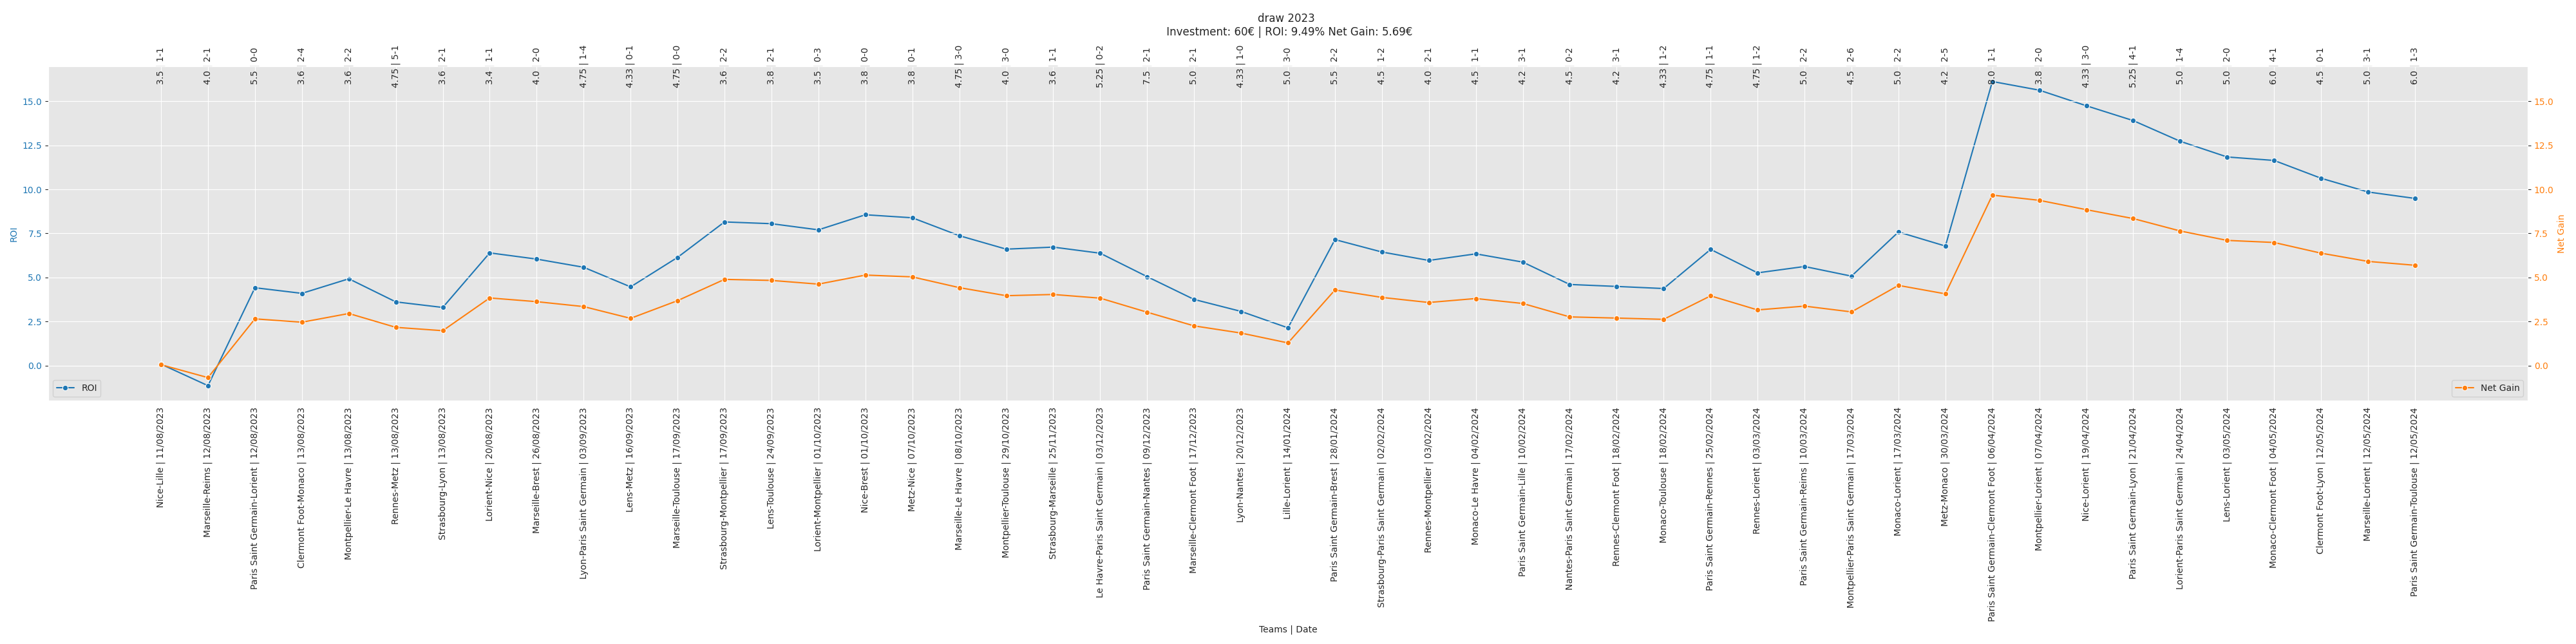 draw 2023
Investment: 60€ | ROI: 9.49% Net Gain: 5.69€
3.5 | 1-1
4.0 | 2-1
5.5 | 0-0
3.6 | 2-4
3.6 | 2-2
4.75 | 5-1
3.6 | 2-1
3.4 | 1-1
4.0 | 2-0
4.75 | 1-4
4.33 | 0-1
4.75 | 0-0
3.6 | 2-2
3.8 | 2-1
3.5 | 0-3
3.8 | 0-0
3.8 | 0-1
4.75 | 3-0
4.0 | 3-0
3.6 | 1-1
5.25 | 0-2
7.5 | 2-1
5.0 | 2-1
4.33 | 1-0
5.0 | 3-0
5.5 | 2-2
4.5 | 1-2
4.0 | 2-1
4.5 | 1-1
4.2 | 3-1
4.5 | 0-2
4.2 | 3-1
4.33 | 1-2
4.75 | 1-1
4.75 | 1-2
5.0 | 2-2
4.5 | 2-6
5.0 | 2-2
4.2 | 2-5
8.0 | 1-1
3.8 | 2-0
4.33 | 3-0
5.25 | 4-1
5.0 | 1-4
5.0 | 2-0
6.0 | 4-1
4.5 | 0-1
5.0 | 3-1
6.0 | 1-3
15.0
12.5
10.0
7.5
5.0
2.5
0.0
ROI
ROI
15.0
12.5
10.0
7.5
5.0
2.5
0.0
Net Gain
Net Gain
Nice-Lille | 11/08/2023
Marseille-Reims | 12/08/2023
Paris Saint Germain-Lorient | 12/08/2023
Clermont Foot-Monaco | 13/08/2023
Montpellier-Le Havre | 13/08/2023
Rennes-Metz | 13/08/2023
Strasbourg-Lyon | 13/08/2023
Lorient-Nice | 20/08/2023
Marseille-Brest | 26/08/2023
Lyon-Paris Saint Germain | 03/09/2023
Lens-Metz | 16/09/2023
Marseille-Toulouse | 17/09/2023
Strasbourg-Montpellier | 17/09/2023
Lens-Toulouse | 24/09/2023
Lorient-Montpellier | 01/10/2023
Nice-Brest | 01/10/2023
Metz-Nice | 07/10/2023
Marseille-Le Havre | 08/10/2023
Montpellier-Toulouse | 29/10/2023
Strasbourg-Marseille | 25/11/2023
Le Havre-Paris Saint Germain | 03/12/2023
Paris Saint Germain-Nantes | 09/12/2023
Marseille-Clermont Foot | 17/12/2023
Lyon-Nantes | 20/12/2023
Lille-Lorient | 14/01/2024
Paris Saint Germain-Brest | 28/01/2024
Strasbourg-Paris Saint Germain | 02/02/2024
Rennes-Montpellier | 03/02/2024
Monaco-Le Havre | 04/02/2024
Paris Saint Germain-Lille | 10/02/2024
Nantes-Paris Saint Germain | 17/02/2024
Rennes-Clermont Foot | 18/02/2024
Monaco-Toulouse | 18/02/2024
Paris Saint Germain-Rennes | 25/02/2024
Rennes-Lorient | 03/03/2024
Paris Saint Germain-Reims | 10/03/2024
Montpellier-Paris Saint Germain | 17/03/2024
Monaco-Lorient | 17/03/2024
Metz-Monaco | 30/03/2024
Paris Saint Germain-Clermont Foot | 06/04/2024
Montpellier-Lorient | 07/04/2024
Nice-Lorient | 19/04/2024
Paris Saint Germain-Lyon | 21/04/2024
Lorient-Paris Saint Germain | 24/04/2024
Lens-Lorient | 03/05/2024
Monaco-Clermont Foot | 04/05/2024
Clermont Foot-Lyon | 12/05/2024
Marseille-Lorient | 12/05/2024
Paris Saint Germain-Toulouse | 12/05/2024
Teams | Date